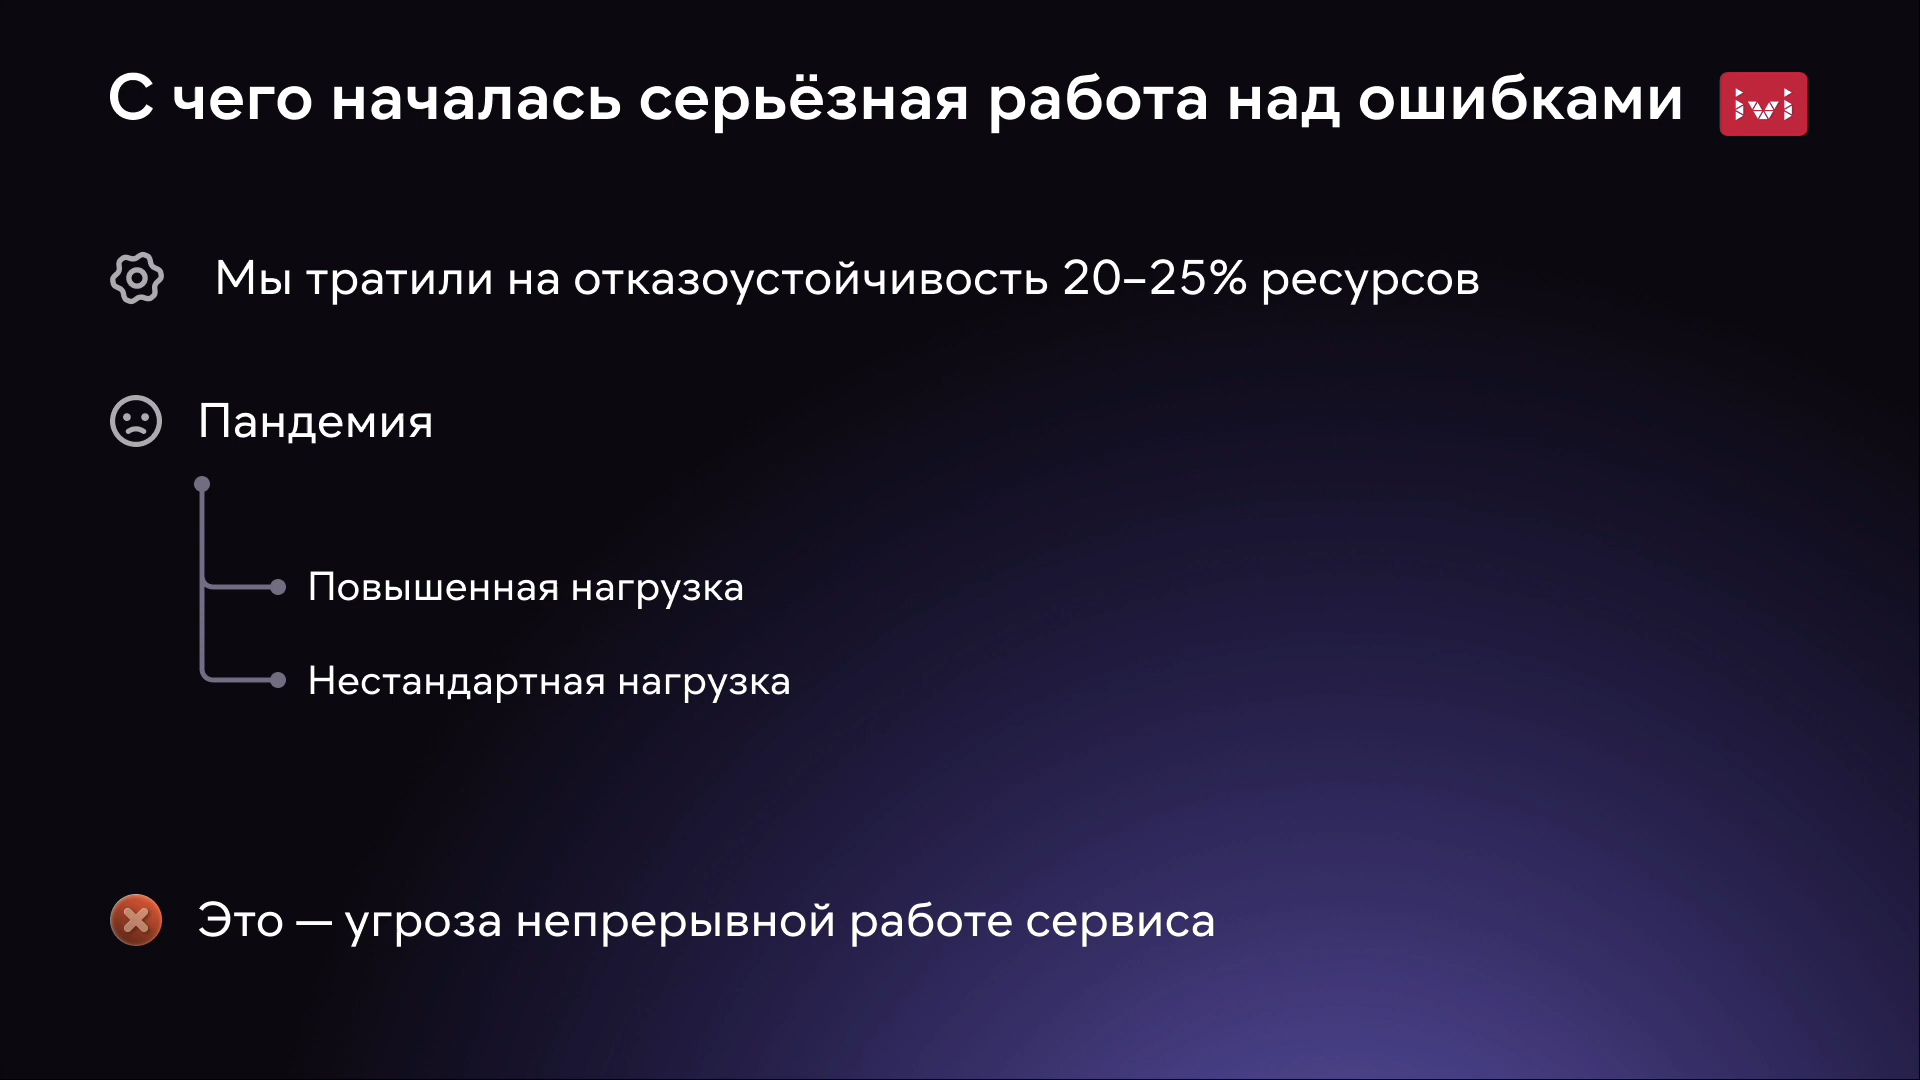 С чего началась серьёзная работа над ошибками
ivi
Мы тратили на отказоустойчивость 20–25% ресурсов
Пандемия
Повышенная нагрузка
Нестандартная нагрузка
Это — угроза непрерывной работе сервиса